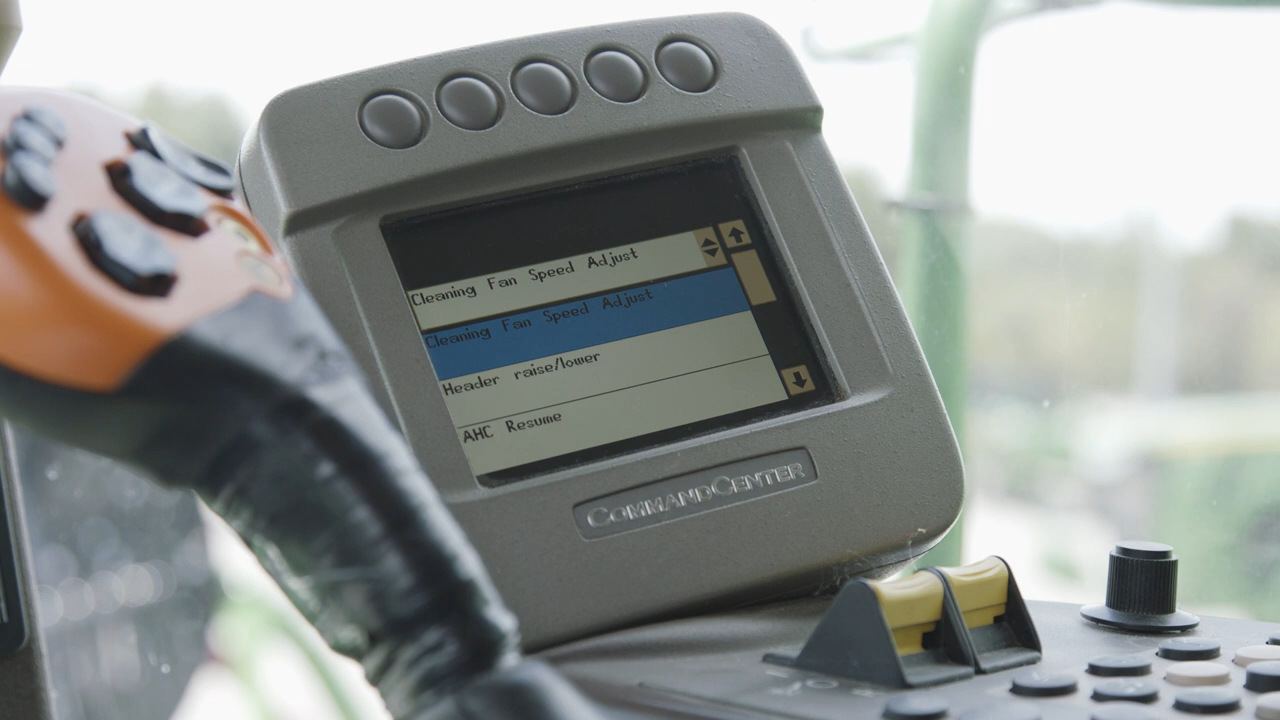 Cleaning Fan Speed Adjust
Cleaning Fan Speed Adjust
Header raise/lower
AHC Resume
COMMANDCENTER